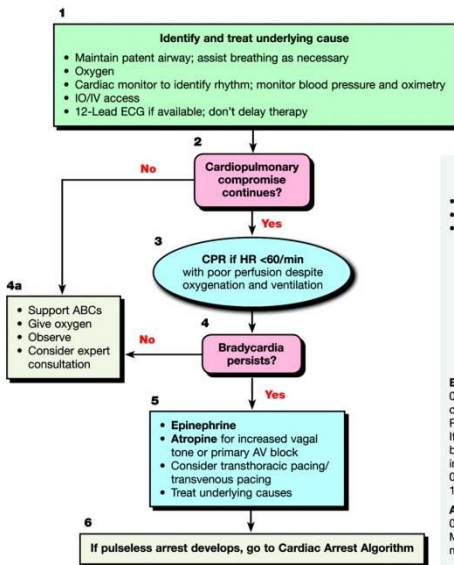 1
Identify and treat underlying cause
• Maintain patent airway; assist breathing as necessary
• Oxygen
• Cardiac monitor to identify rhythm; monitor blood pressure and oximetry
• IO/IV access
• 12-Lead ECG if available; don't delay therapy
2
Cardiopulmonary
compromise
continues?
No
Yes
3
CPR if HR <60/min
with poor perfusion despite
oxygenation and ventilation
4a
• Support ABCs
• Give oxygen
• Observe
• Consider expert
consultation
4
Bradycardia
persists?
No
Yes
5
• Epinephrine
• Atropine for increased vagal
tone or primary AV block
• Consider transthoracic pacing/
transvenous pacing
• Treat underlying causes
6
If pulseless arrest develops, go to Cardiac Arrest Algorithm